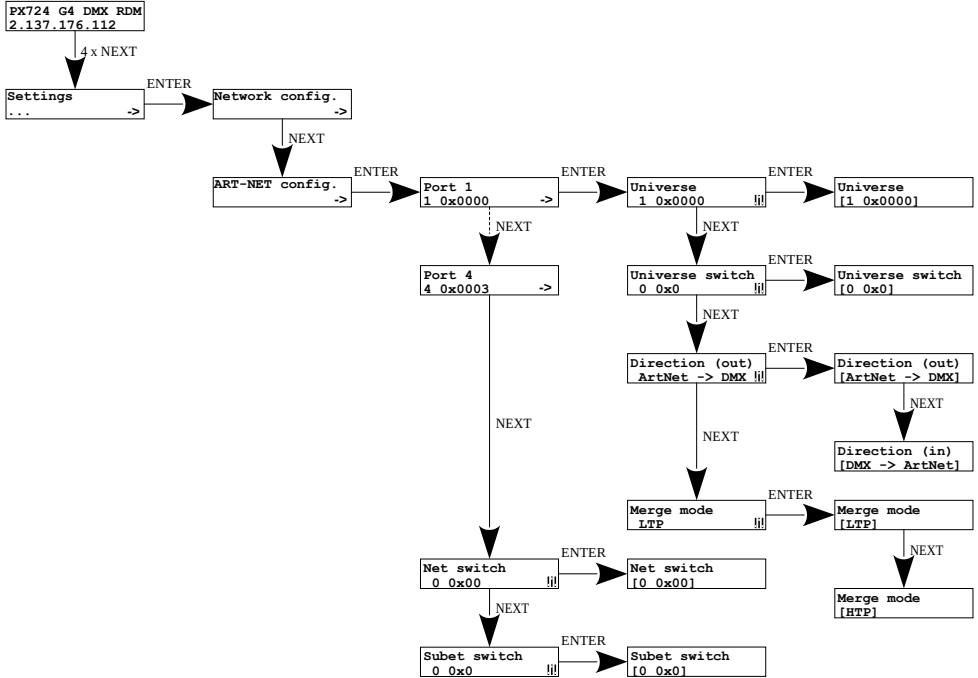 PX724 G4 DMX RDM
2.137.176.112
4 x NEXT
Settings
... ->
ENTER
Network config.
->
NEXT
ART-NET config.
->
ENTER
Port 1
1 0x0000 ->
ENTER
Universe
1 0x0000 !i!
ENTER
Universe
[1 0x0000]
NEXT
NEXT
Port 4
4 0x0003 ->
Universe switch
0 0x0 !i!
ENTER
Universe switch
[0 0x0]
NEXT
Direction (out)
ArtNet -> DMX !i!
ENTER
Direction (out)
[ArtNet -> DMX]
NEXT
NEXT
NEXT
Direction (in)
[DMX -> ArtNet]
Merge mode
LTP !i!
ENTER
Merge mode
[LTP]
NEXT
Net switch
0 0x00 !i!
ENTER
Net switch
[0 0x00]
Merge mode
[HTP]
NEXT
Subet switch
0 0x0 !i!
ENTER
Subet switch
[0 0x0]